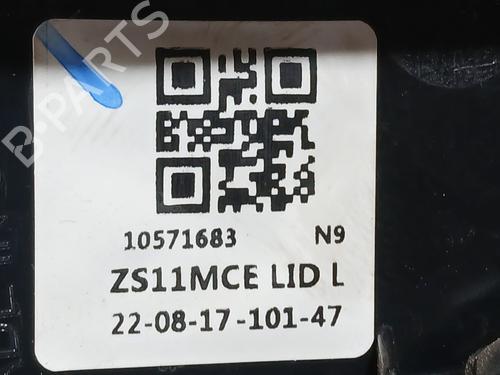 B-PARTS
10571683 N9
ZS11MCE LID L
22-08-17-101-47